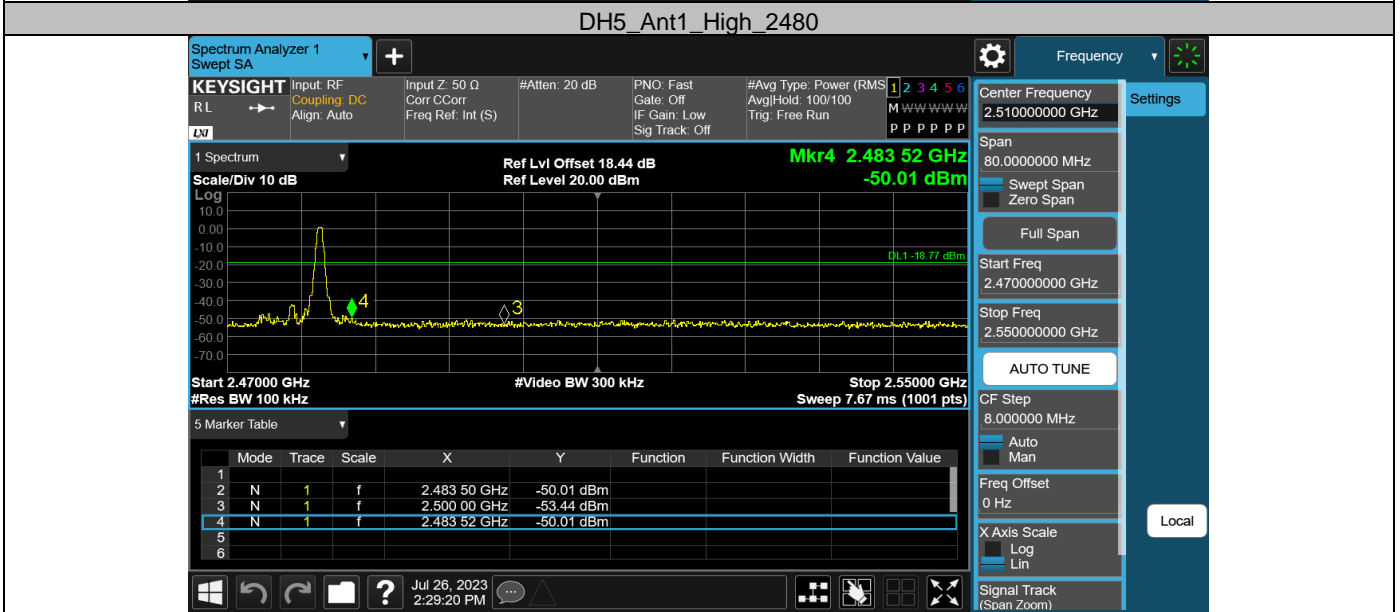 DH5_Ant1_High_2480
Spectrum Analyzer 1
Swept SA
+
Frequency
KEYSIGHT
RL
LXI
Input: RF
Coupling: DC
Align: Auto
Input Z: 50 Ω
Corr CCorr
Freq Ref: Int (S)
#Atten: 20 dB
PNO: Fast
Gate: Off
IF Gain: Low
Sig Track: Off
#Avg Type: Power (RMS
Avg|Hold: 100/100
Trig: Free Run
1 2 3 4 5 6
M W W W W W
P P P P P P
1 Spectrum
Scale/Div 10 dB
Ref Lvl Offset 18.44 dB
Ref Level 20.00 dBm
Mkr4 2.483 52 GHz
-50.01 dBm
Log
10.0
0.00
-10.0
-20.0
-30.0
-40.0
-50.0
-60.0
-70.0
DL1 -18.77 dBm
4
3
Start 2.47000 GHz
#Video BW 300 kHz
Stop 2.55000 GHz
#Res BW 100 kHz
Sweep 7.67 ms (1001 pts)
5 Marker Table
Mode Trace Scale X Y Function Function Width Function Value
1
2 N 1 f 2.483 50 GHz -50.01 dBm
3 N 1 f 2.500 00 GHz -53.44 dBm
4 N 1 f 2.483 52 GHz -50.01 dBm
5
6
Jul 26, 2023
2:29:20 PM
Center Frequency
2.510000000 GHz
Settings
Span
80.0000000 MHz
Swept Span
Zero Span
Full Span
Start Freq
2.470000000 GHz
Stop Freq
2.550000000 GHz
AUTO TUNE
CF Step
8.000000 MHz
Auto
Man
Freq Offset
0 Hz
Local
X Axis Scale
Log
Lin
Signal Track
(Span Zoom)